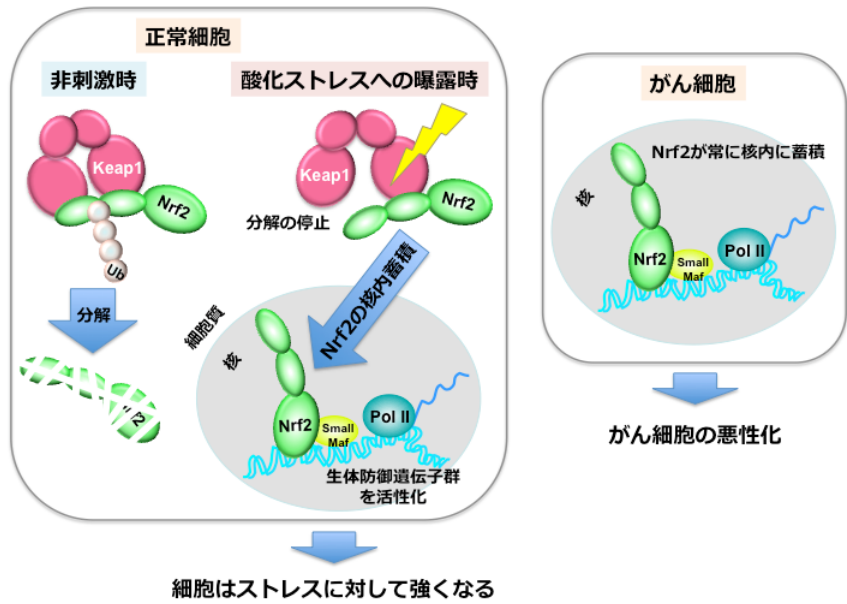 正常細胞
非刺激時
Keap1
Nrf2
Ub
分解
rf2
酸化ストレスへの曝露時
Keap1
Nrf2
分解の停止
Nrf2の核内蓄積
細胞質
核
Nrf2
Small
Maf
Pol II
生体防御遺伝子群
を活性化
細胞はストレスに対して強くなる
がん細胞
Nrf2が常に核内に蓄積
核
Nrf2
Small
Maf
Pol II
がん細胞の悪性化